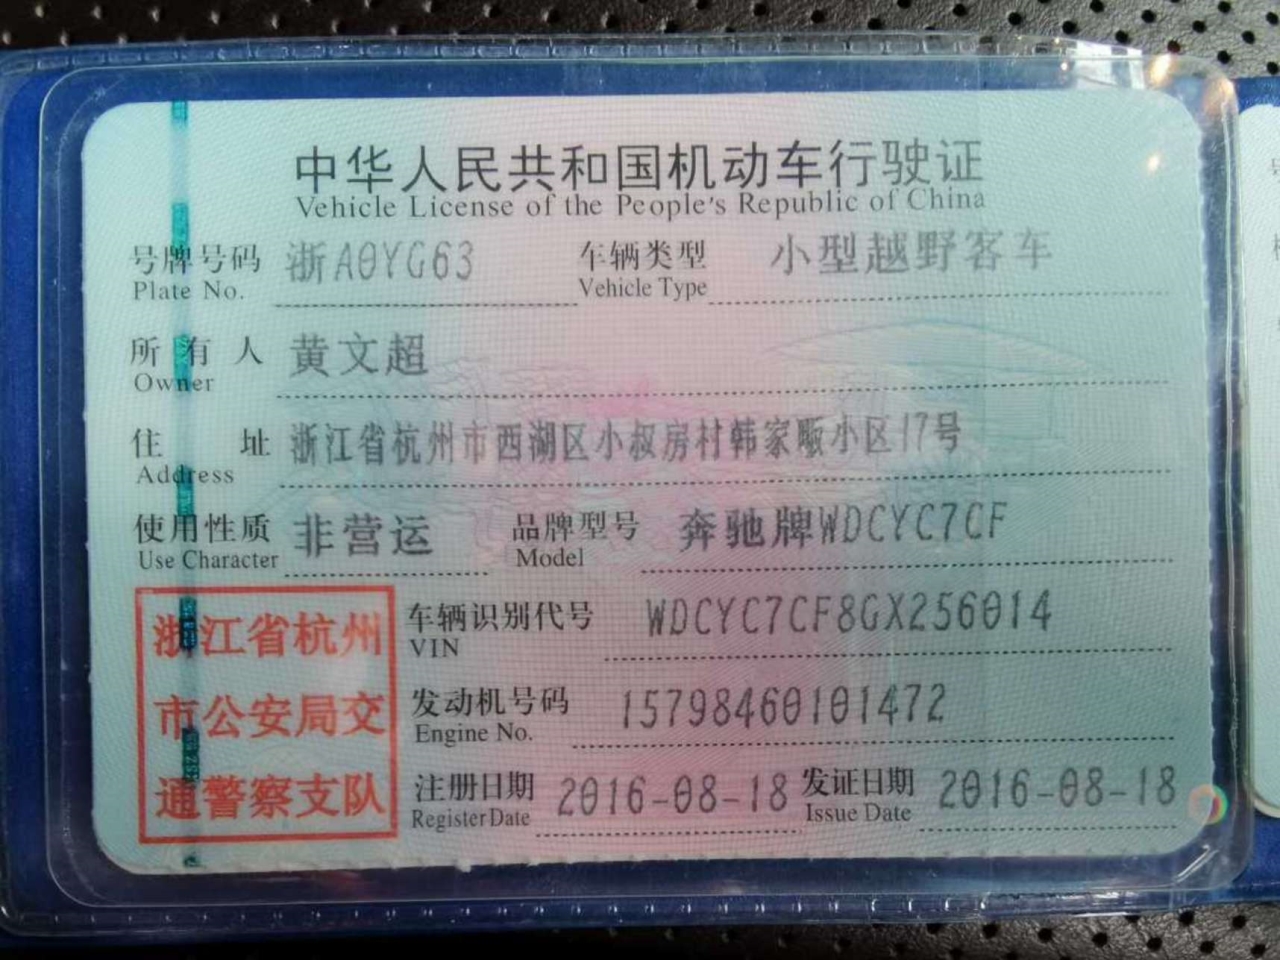 中华人民共和国机动车行驶证
Vehicle License of the People's Republic of China
号牌号码 浙A0YG63 车辆类型 小型越野客车
Plate No. Vehicle Type
所有人 黄文超
Owner
住址 浙江省杭州市西湖区小叔房村韩家畈小区17号
Address
使用性质 非营运 品牌型号 奔驰牌WDCYC7CF
Use Character Model
浙江省杭州
市公安局交
通警察支队
车辆识别代号 WDCYC7CF8GX256014
VIN
发动机号码 15798460101472
Engine No.
注册日期 2016-08-18 发证日期 2016-08-18
Register Date Issue Date